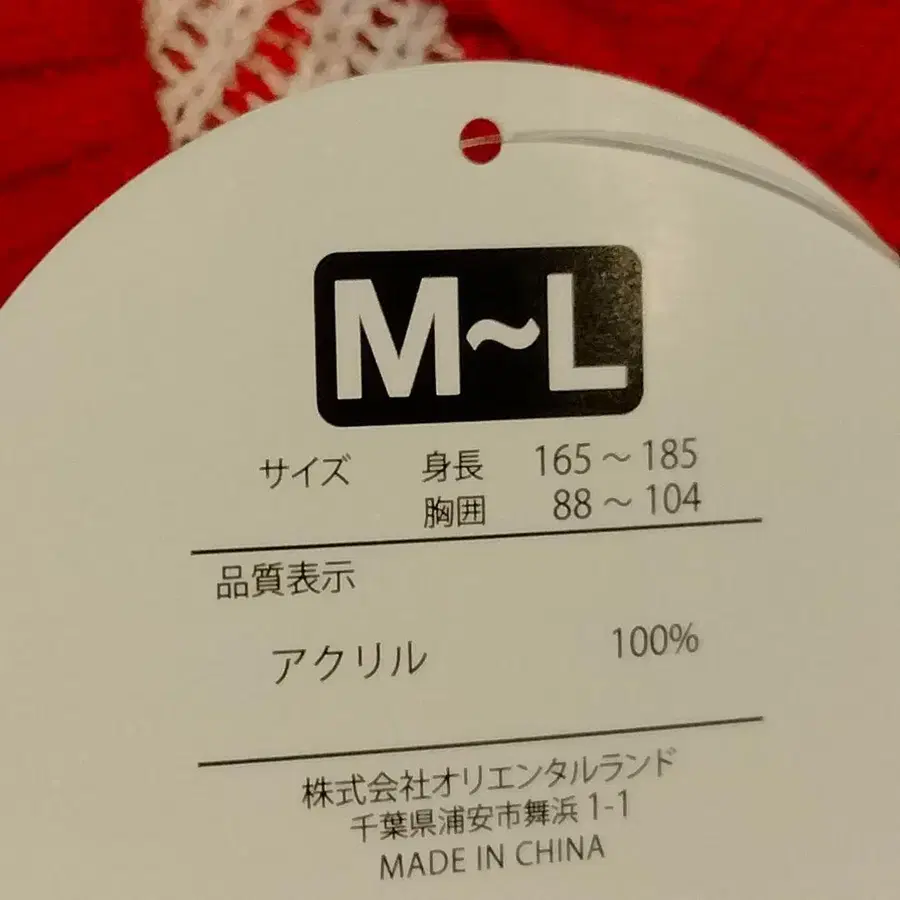 M~L
サイズ 身長 165～185
胸囲 88～104
品質表示
アクリル 100%
株式会社オリエンタルランド
千葉県浦安市舞浜1-1
MADE IN CHINA